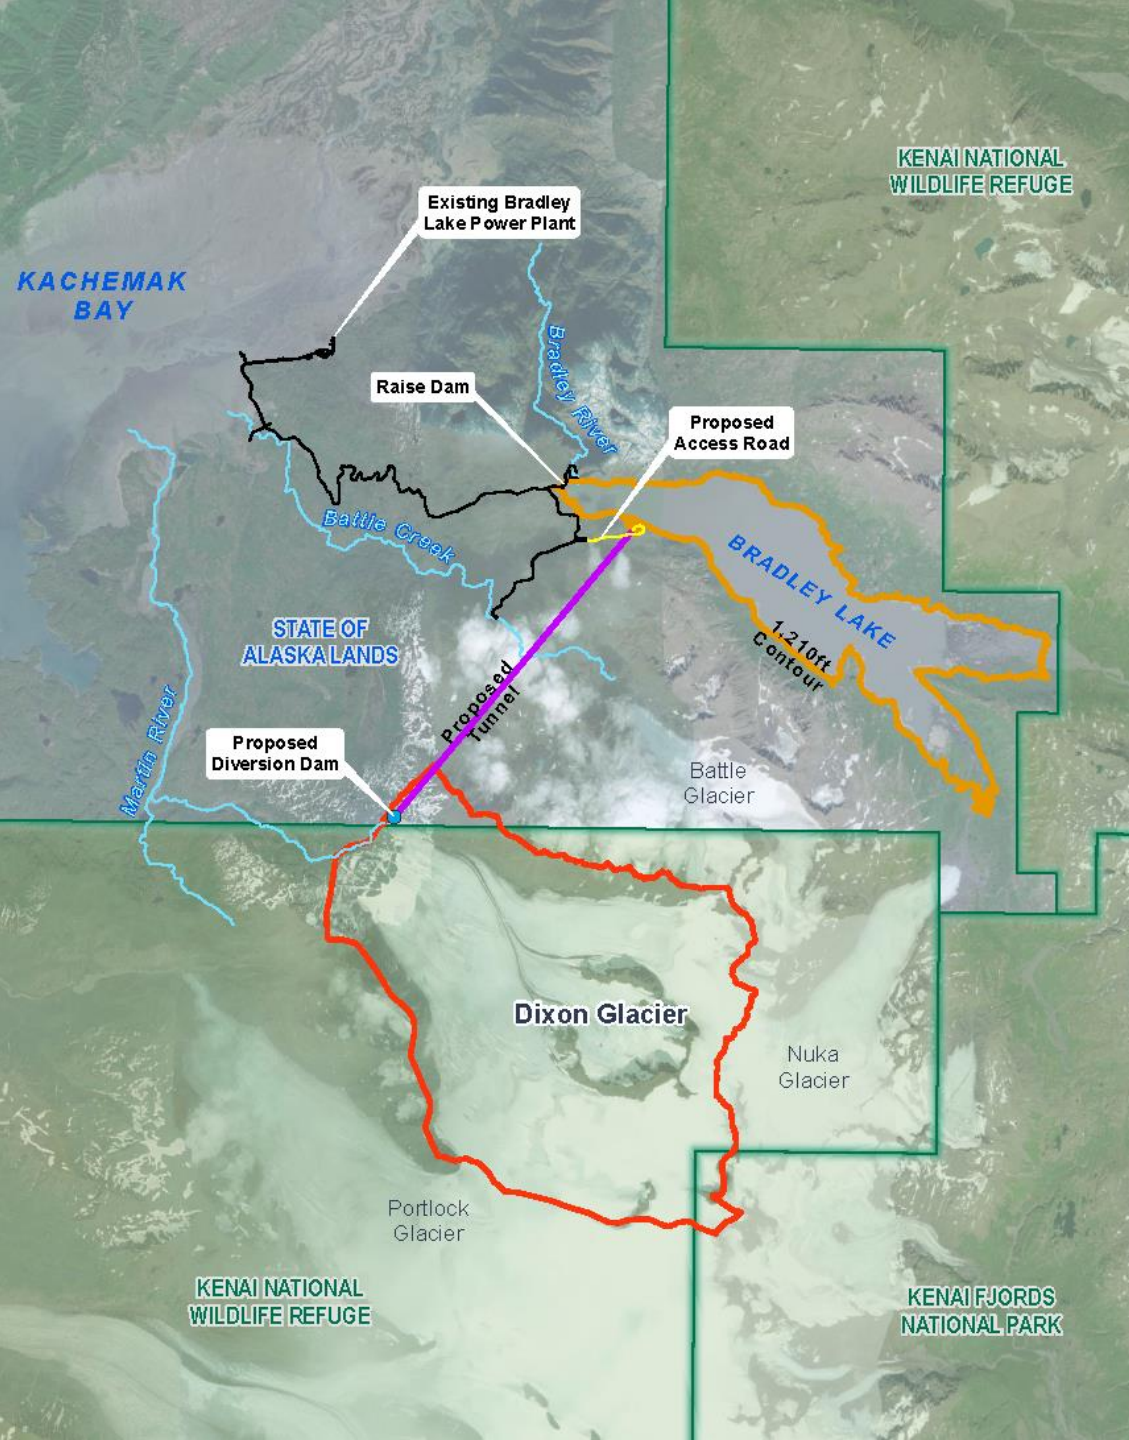 KENAI NATIONAL
WILDLIFE REFUGE
Existing Bradley
Lake Power Plant
KACHEMAK
BAY
Bradley River
Raise Dam
Proposed
Access Road
Battle Creek
BRADLEY LAKE
1,210ft
Contour
STATE OF
ALASKA LANDS
Proposed
Tunnel
Martin River
Proposed
Diversion Dam
Battle
Glacier
Dixon Glacier
Nuka
Glacier
Portlock
Glacier
KENAI NATIONAL
WILDLIFE REFUGE
KENAI FJORDS
NATIONAL PARK